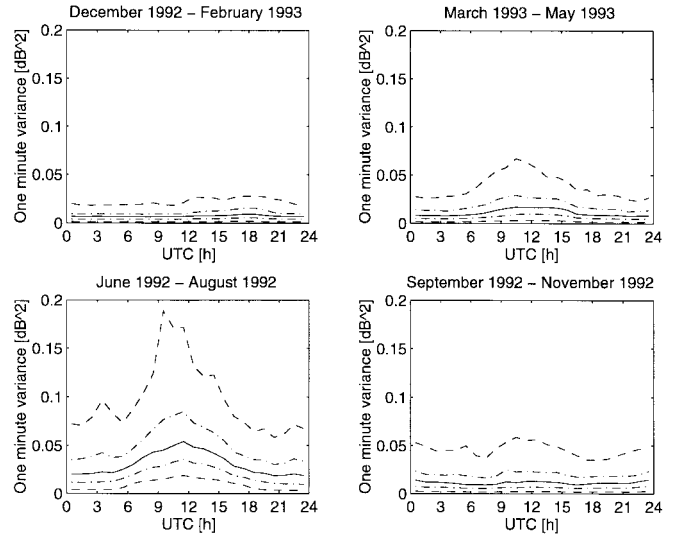 December 1992 – February 1993
One minute variance [dB^2]
0.2
0.15
0.1
0.05
0
0 3 6 9 12 15 18 21 24
UTC [h]
March 1993 – May 1993
One minute variance [dB^2]
0.2
0.15
0.1
0.05
0
0 3 6 9 12 15 18 21 24
UTC [h]
June 1992 – August 1992
One minute variance [dB^2]
0.2
0.15
0.1
0.05
0
0 3 6 9 12 15 18 21 24
UTC [h]
September 1992 – November 1992
One minute variance [dB^2]
0.2
0.15
0.1
0.05
0
0 3 6 9 12 15 18 21 24
UTC [h]